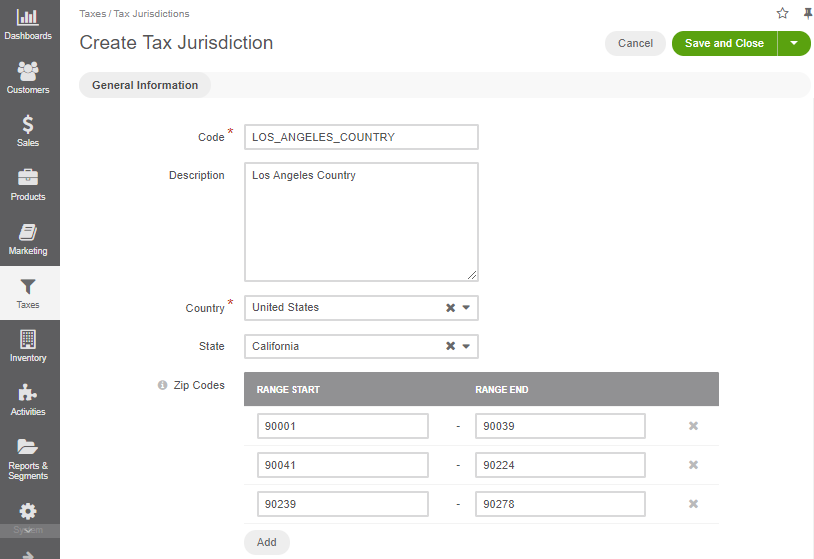 Dashboards
Customers
Sales
Products
Marketing
Taxes
Inventory
Activities
Reports &
Segments
System
Taxes / Tax Jurisdictions
Create Tax Jurisdiction
Cancel
Save and Close
General Information
Code *
LOS_ANGELES_COUNTRY
Description
Los Angeles Country
Country *
United States
State
California
Zip Codes
RANGE START RANGE END
90001 - 90039
90041 - 90224
90239 - 90278
Add